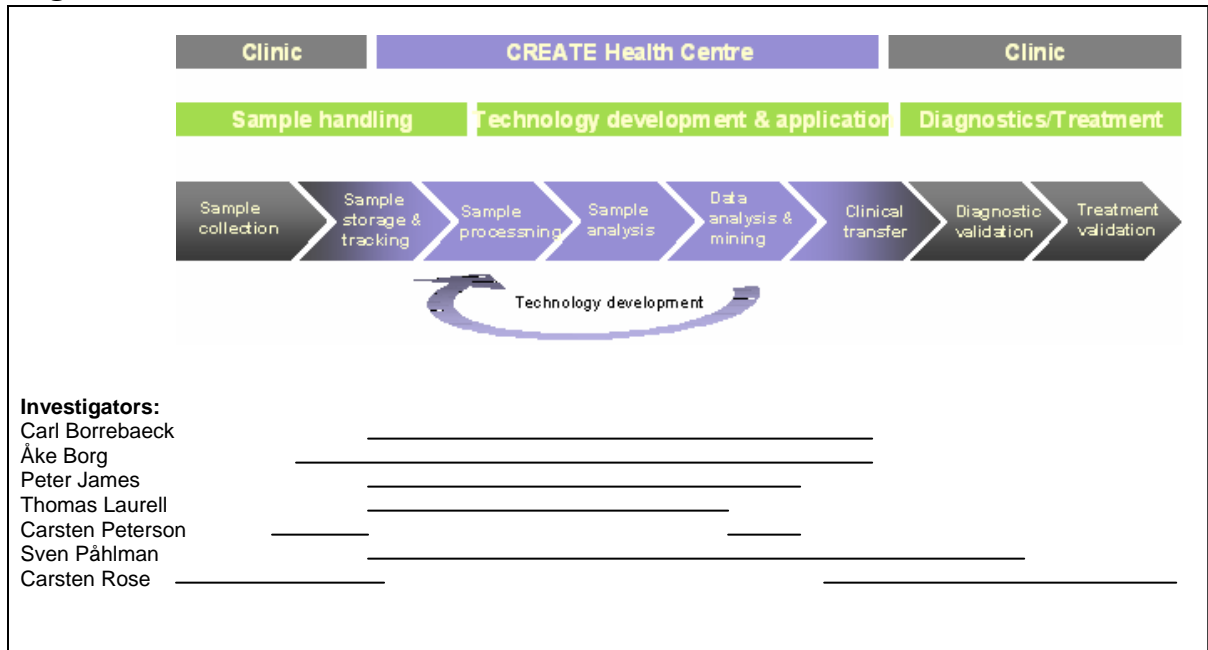 Clinic
CREATE Health Centre
Clinic
Sample handling
Technology development & application
Diagnostics/Treatment
Sample
collection
Sample
storage &
tracking
Sample
processning
Sample
analysis
Data
analysis &
mining
Clinical
transfer
Diagnostic
validation
Treatment
validation
Technology development
Investigators:
Carl Borrebaeck
Åke Borg
Peter James
Thomas Laurell
Carsten Peterson
Sven Påhlman
Carsten Rose